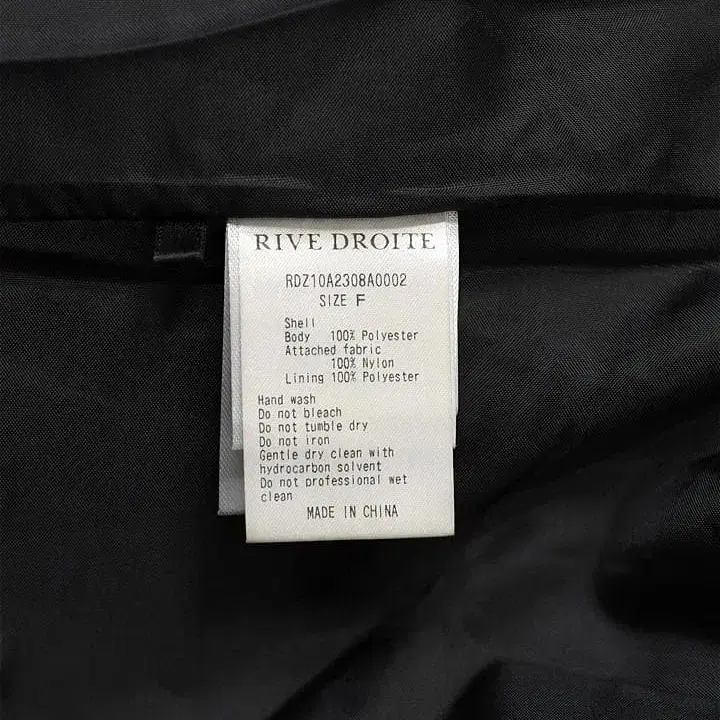 RIVE DROITE
RDZ10A2308A0002
SIZE F
Shell
Body 100% Polyester
Attached fabric
100% Nylon
Lining 100% Polyester
Hand wash
Do not bleach
Do not tumble dry
Do not iron
Gentle dry clean with
hydrocarbon solvent
Do not professional wet
clean
MADE IN CHINA